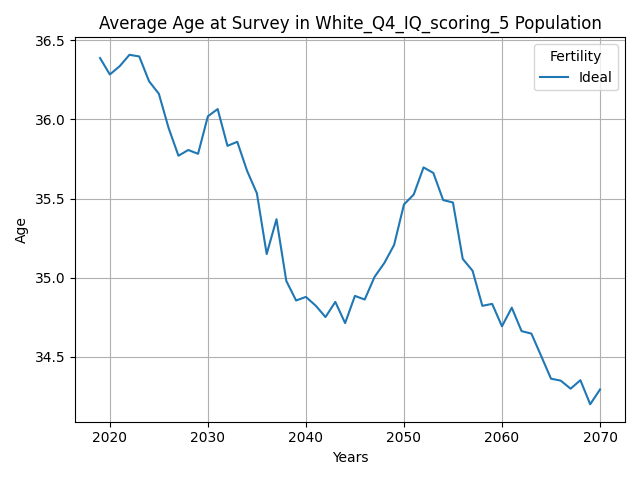 Average Age at Survey in White_Q4_IQ_scoring_5 Population
Fertility
Ideal
36.5
36.0
35.5
35.0
34.5
Age
2020 2030 2040 2050 2060 2070
Years